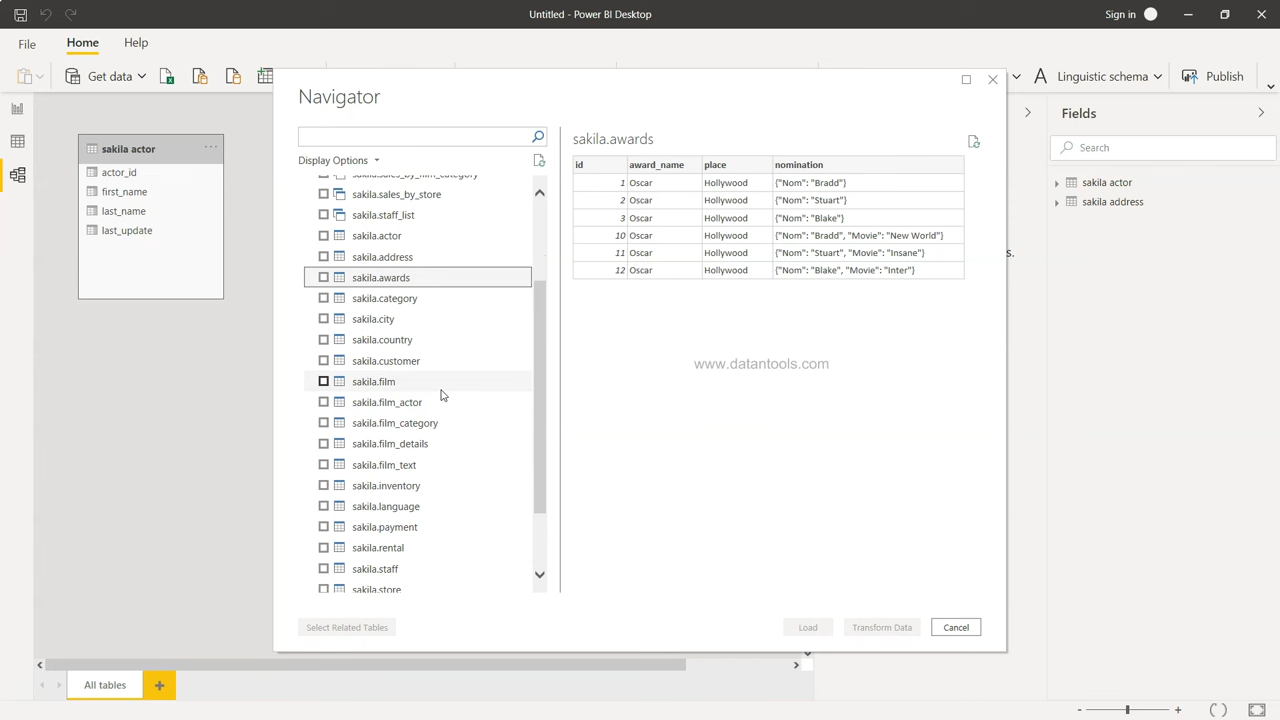 Untitled - Power BI Desktop
Sign in
File
Home
Help
Get data
Linguistic schema
Publish
Navigator
Fields
Search
sakila actor
sakila address
sakila actor
actor_id
first_name
last_name
last_update
Display Options
sakila.sales_by_film_category
sakila.sales_by_store
sakila.staff_list
sakila.actor
sakila.address
sakila.awards
sakila.category
sakila.city
sakila.country
sakila.customer
sakila.film
sakila.film_actor
sakila.film_category
sakila.film_details
sakila.film_text
sakila.inventory
sakila.language
sakila.payment
sakila.rental
sakila.staff
sakila.store
sakila.awards
id award_name place nomination
1 Oscar Hollywood {"Nom": "Bradd"}
2 Oscar Hollywood {"Nom": "Stuart"}
3 Oscar Hollywood {"Nom": "Blake"}
10 Oscar Hollywood {"Nom": "Bradd", "Movie": "New World"}
11 Oscar Hollywood {"Nom": "Stuart", "Movie": "Insane"}
12 Oscar Hollywood {"Nom": "Blake", "Movie": "Inter"}
s.
www.datantools.com
Select Related Tables
Load
Transform Data
Cancel
All tables